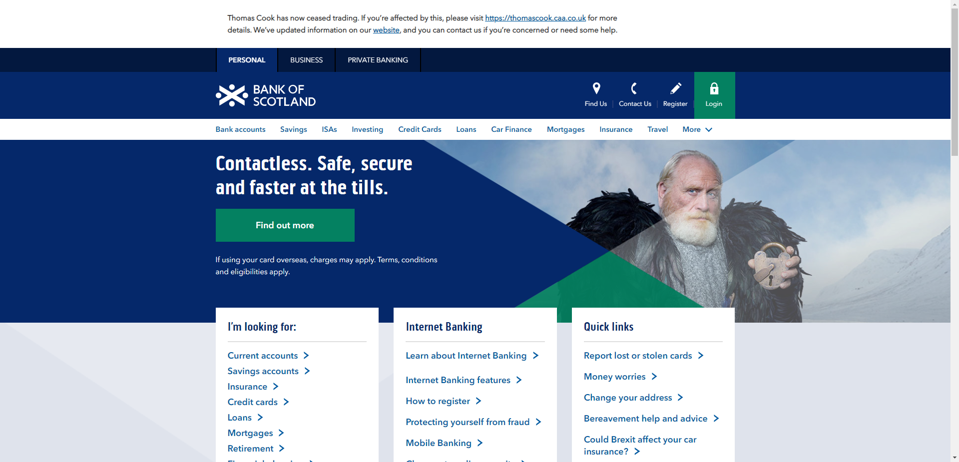 Thomas Cook has now ceased trading. If you're affected by this, please visit https://thomascook.caa.co.uk for more
details. We've updated information on our website, and you can contact us if you're concerned or need some help.
PERSONAL
BUSINESS
PRIVATE BANKING
BANK OF
SCOTLAND
Find Us
Contact Us
Register
Login
Bank accounts
Savings
ISAs
Investing
Credit Cards
Loans
Car Finance
Mortgages
Insurance
Travel
More
Contactless. Safe, secure
and faster at the tills.
Find out more
If using your card overseas, charges may apply. Terms, conditions
and eligibilities apply.
I'm looking for:
Current accounts
Savings accounts
Insurance
Credit cards
Loans
Mortgages
Retirement
Internet Banking
Learn about Internet Banking
Internet Banking features
How to register
Protecting yourself from fraud
Mobile Banking
Quick links
Report lost or stolen cards
Money worries
Change your address
Bereavement help and advice
Could Brexit affect your car
insurance?